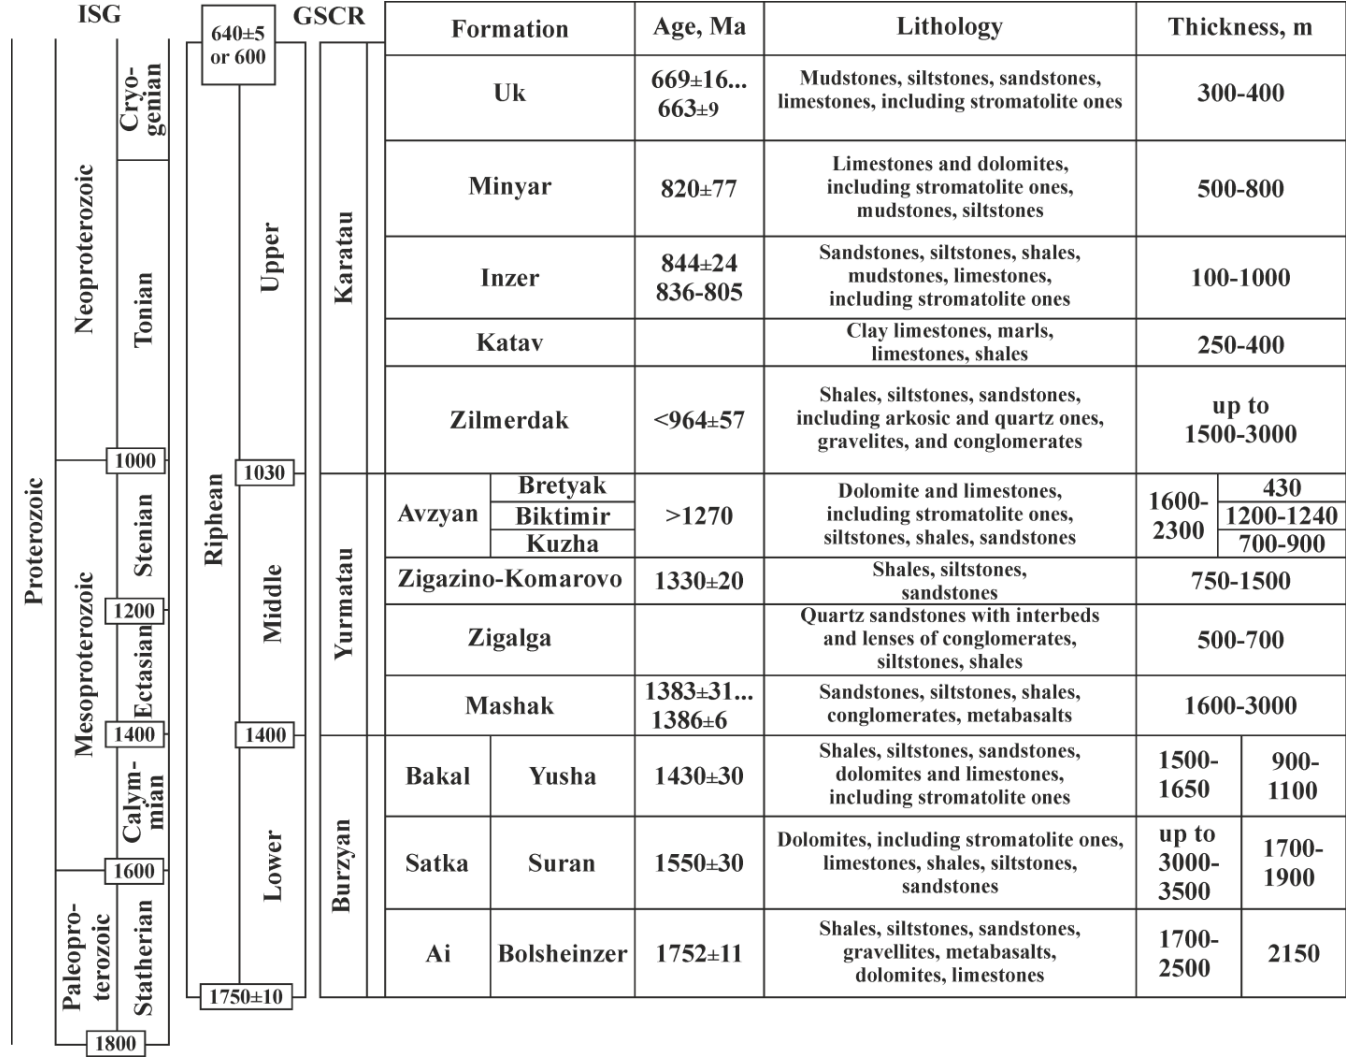 ISG
GSCR
640±5
or 600
Formation
Age, Ma
Lithology
Thickness, m
Proterozoic
Neoproterozoic
Mesoproterozoic
Paleopro-
terozoic
Cryo-
genian
Tonian
1000
Stenian
1200
Ectasian
1400
Calym-
mian
1600
Statherian
1800
Riphean
Upper
1030
Middle
1400
Lower
1750±10
Karatau
Yurmatau
Burzyan
Uk
669±16...
663±9
Mudstones, siltstones, sandstones,
limestones, including stromatolite ones
300-400
Minyar
820±77
Limestones and dolomites,
including stromatolite ones,
mudstones, siltstones
500-800
Inzer
844±24
836-805
Sandstones, siltstones, shales,
mudstones, limestones,
including stromatolite ones
100-1000
Katav
Clay limestones, marls,
limestones, shales
250-400
Zilmerdak
<964±57
Shales, siltstones, sandstones,
including arkosic and quartz ones,
gravelites, and conglomerates
up to
1500-3000
Avzyan
Bretyak
Biktimir
Kuzha
>1270
Dolomite and limestones,
including stromatolite ones,
siltstones, shales, sandstones
1600-
2300
430
1200-1240
700-900
Zigazino-Komarovo
1330±20
Shales, siltstones,
sandstones
750-1500
Zigalga
Quartz sandstones with interbeds
and lenses of conglomerates,
siltstones, shales
500-700
Mashak
1383±31...
1386±6
Sandstones, siltstones, shales,
conglomerates, metabasalts
1600-3000
Bakal
Yusha
1430±30
Shales, siltstones, sandstones,
dolomites and limestones,
including stromatolite ones
1500-
1650
900-
1100
Satka
Suran
1550±30
Dolomites, including stromatolite ones,
limestones, shales, siltstones,
sandstones
up to
3000-
3500
1700-
1900
Ai
Bolsheinzer
1752±11
Shales, siltstones, sandstones,
gravellites, metabasalts,
dolomites, limestones
1700-
2500
2150